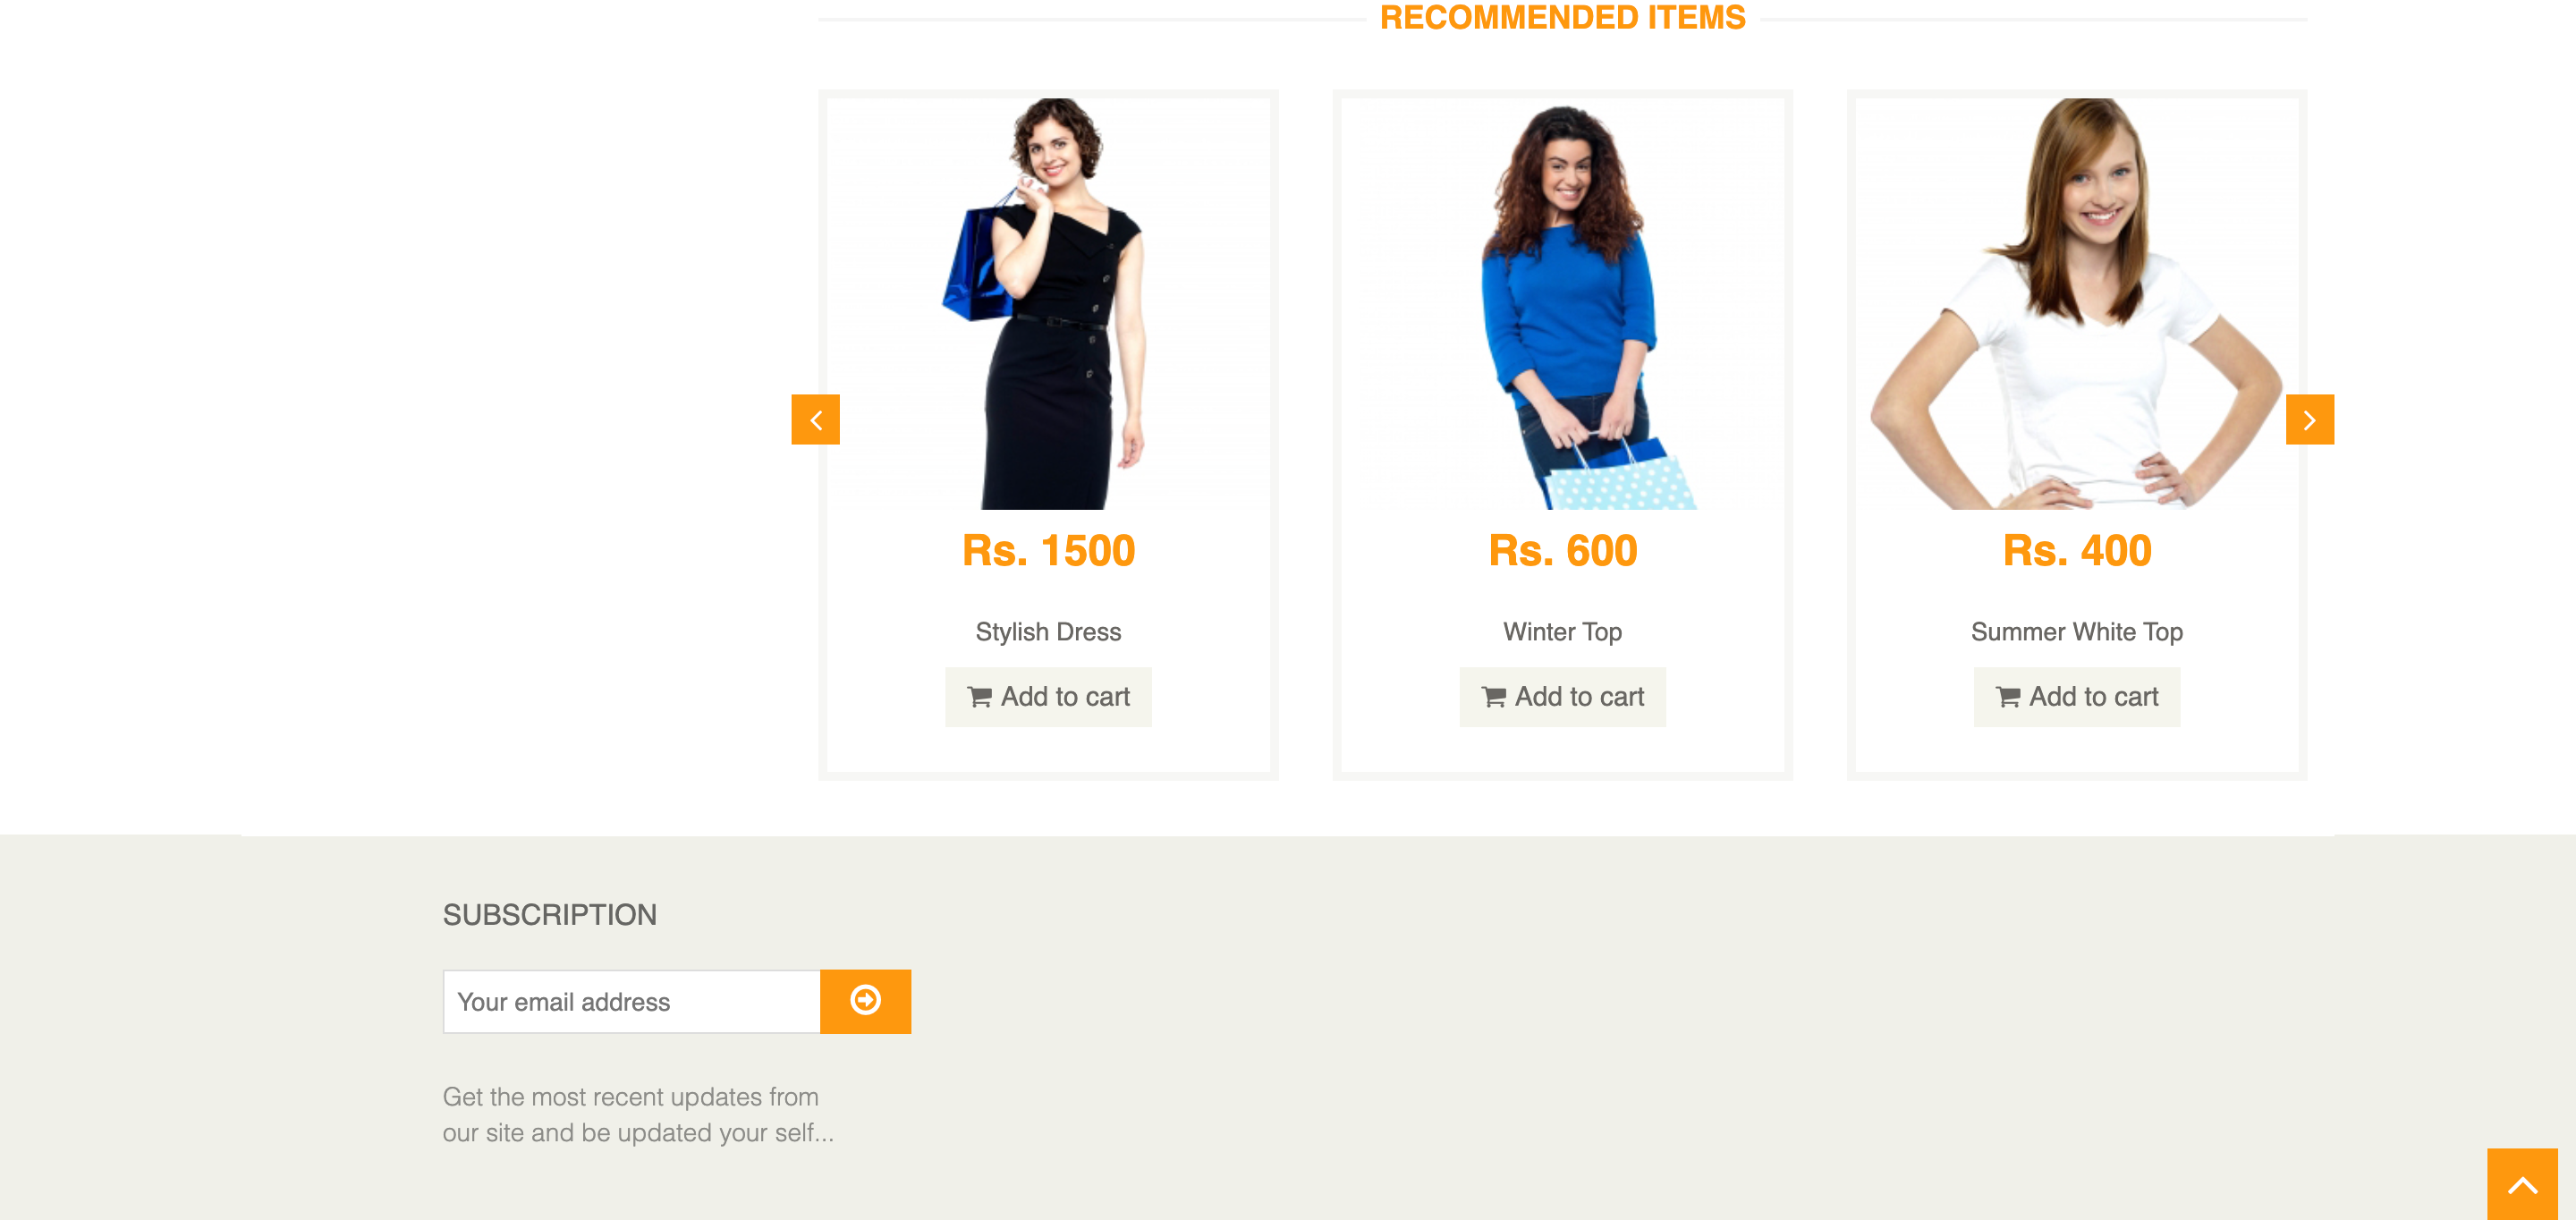 RECOMMENDED ITEMS
Rs. 1500
Stylish Dress
Add to cart
Rs. 600
Winter Top
Add to cart
Rs. 400
Summer White Top
Add to cart
SUBSCRIPTION
Your email address
Get the most recent updates from
our site and be updated your self...